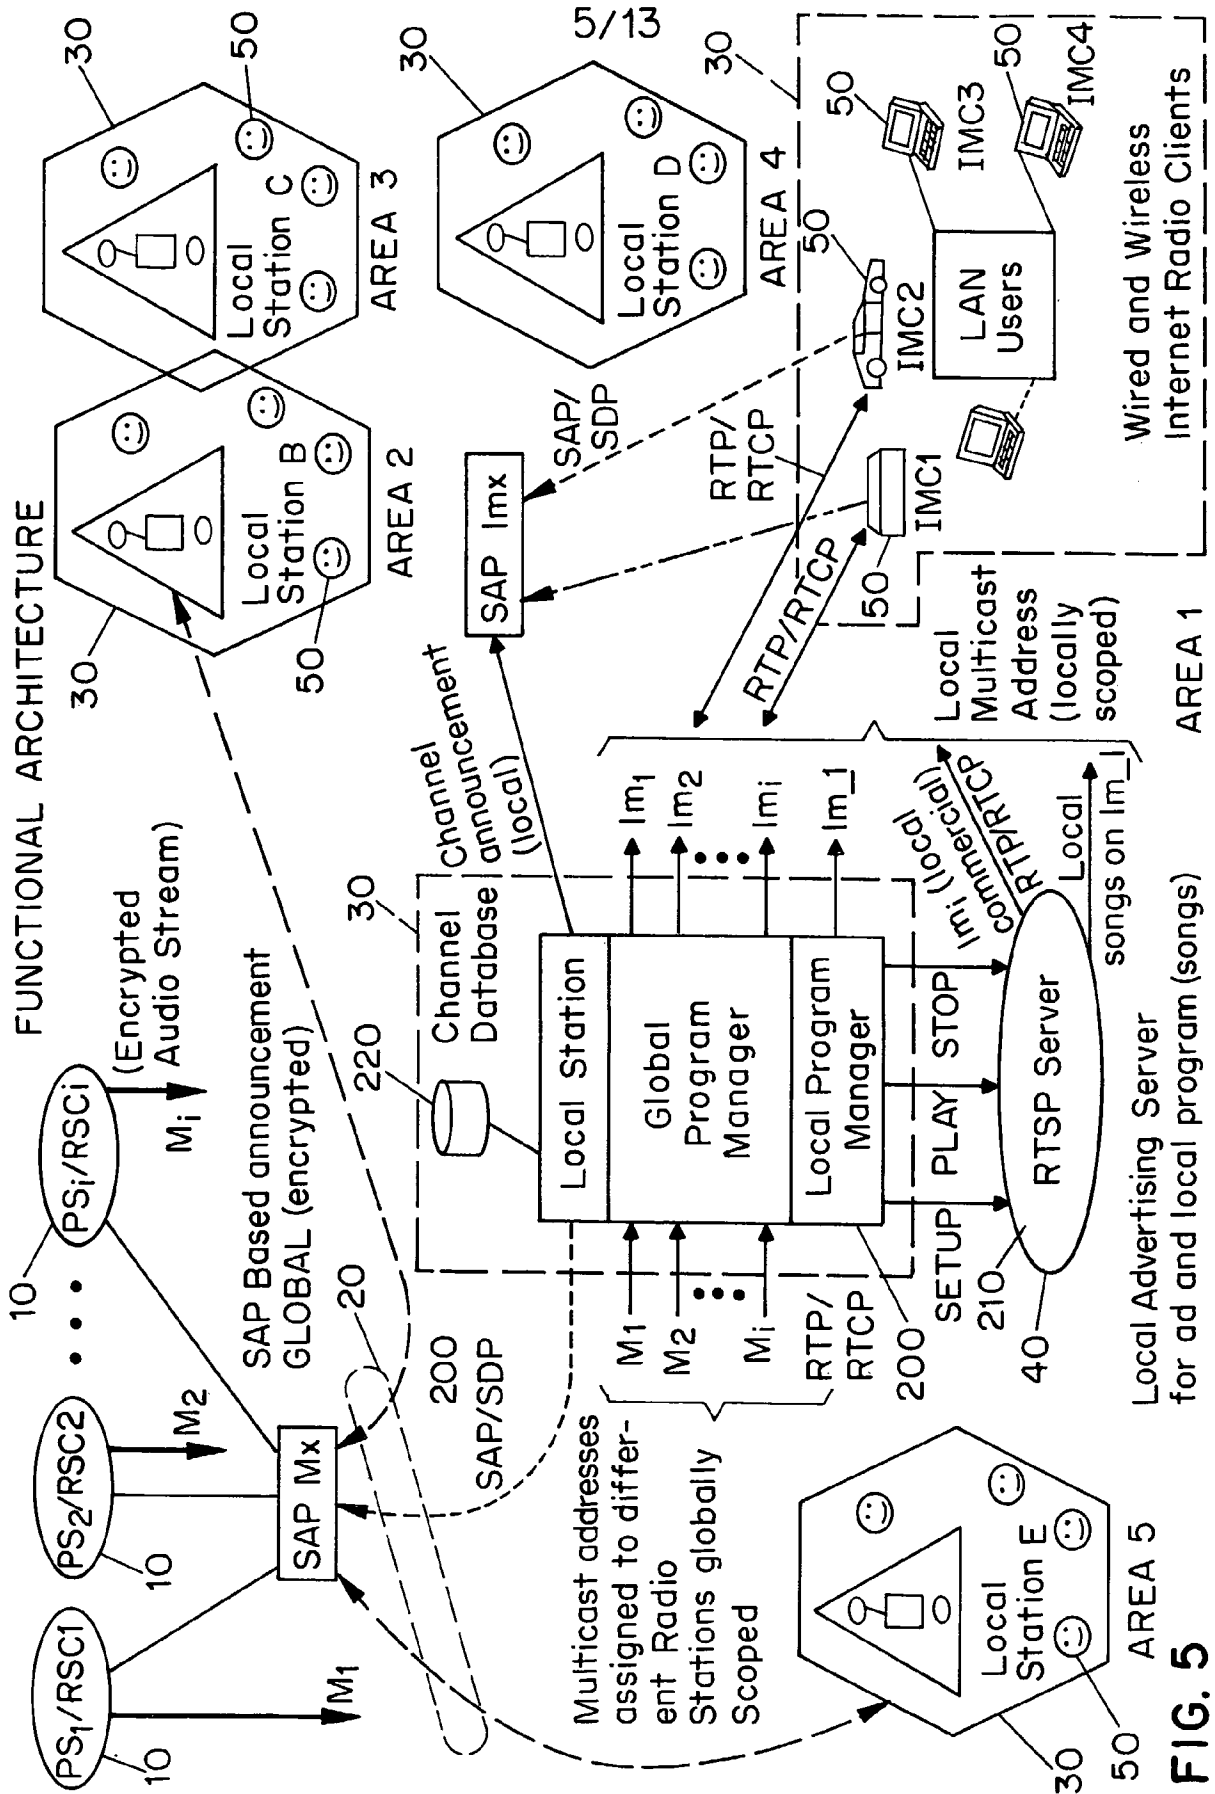 5/13
FUNCTIONAL ARCHITECTURE
PS1/RSC1
10
M1
PS2/RSC2
10
M2
PSi/RSCi
10
Mi
(Encrypted
Audio Stream)
SAP Mx
SAP Based announcement
GLOBAL (encrypted)
20
200
SAP/SDP
30
Local
Station B
50
AREA 2
30
50
Local
Station C
AREA 3
30
Local
Station D
AREA 4
220
Channel
Database
30
Channel
announcement
(local)
SAP Imx
SAP/
SDP
Local Station
Global
Program
Manager
Local Program
Manager
M1
M2
Mi
RTP/
RTCP
200
Im1
Im2
Imi
Im_1
Multicast addresses
assigned to differ-
ent Radio
Stations globally
Scoped
SETUP
PLAY
STOP
210
40
RTSP Server
Imi (local
commercial)
RTP/RTCP
Local
songs on Im_1
Local Advertising Server
for ad and local program (songs)
RTP/RTCP
RTP/
RTCP
Local
Multicast
Address
(locally
scoped)
AREA 1
30
50
IMC1
50
IMC2
50
IMC3
50
IMC4
LAN
Users
Wired and Wireless
Internet Radio Clients
Local
Station E
AREA 5
30
50
FIG. 5